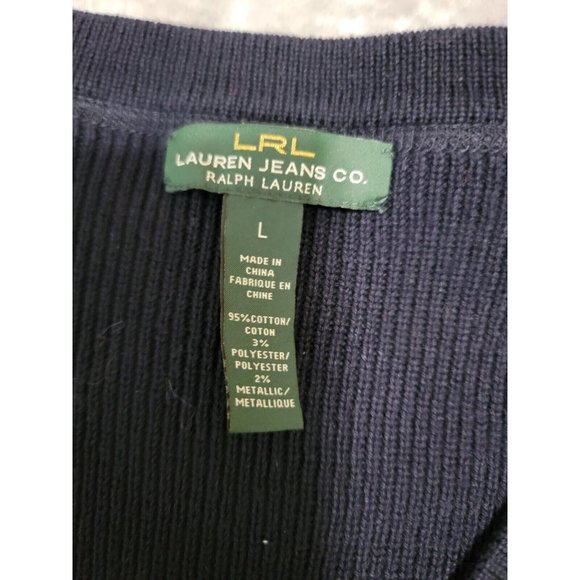 LRL
LAUREN JEANS CO.
RALPH LAUREN
L
MADE IN
CHINA
FABRIQUE EN
CHINE
95%COTTON/
COTON
3%
POLYESTER/
POLYESTER
2%
METALLIC/
METALLIQUE